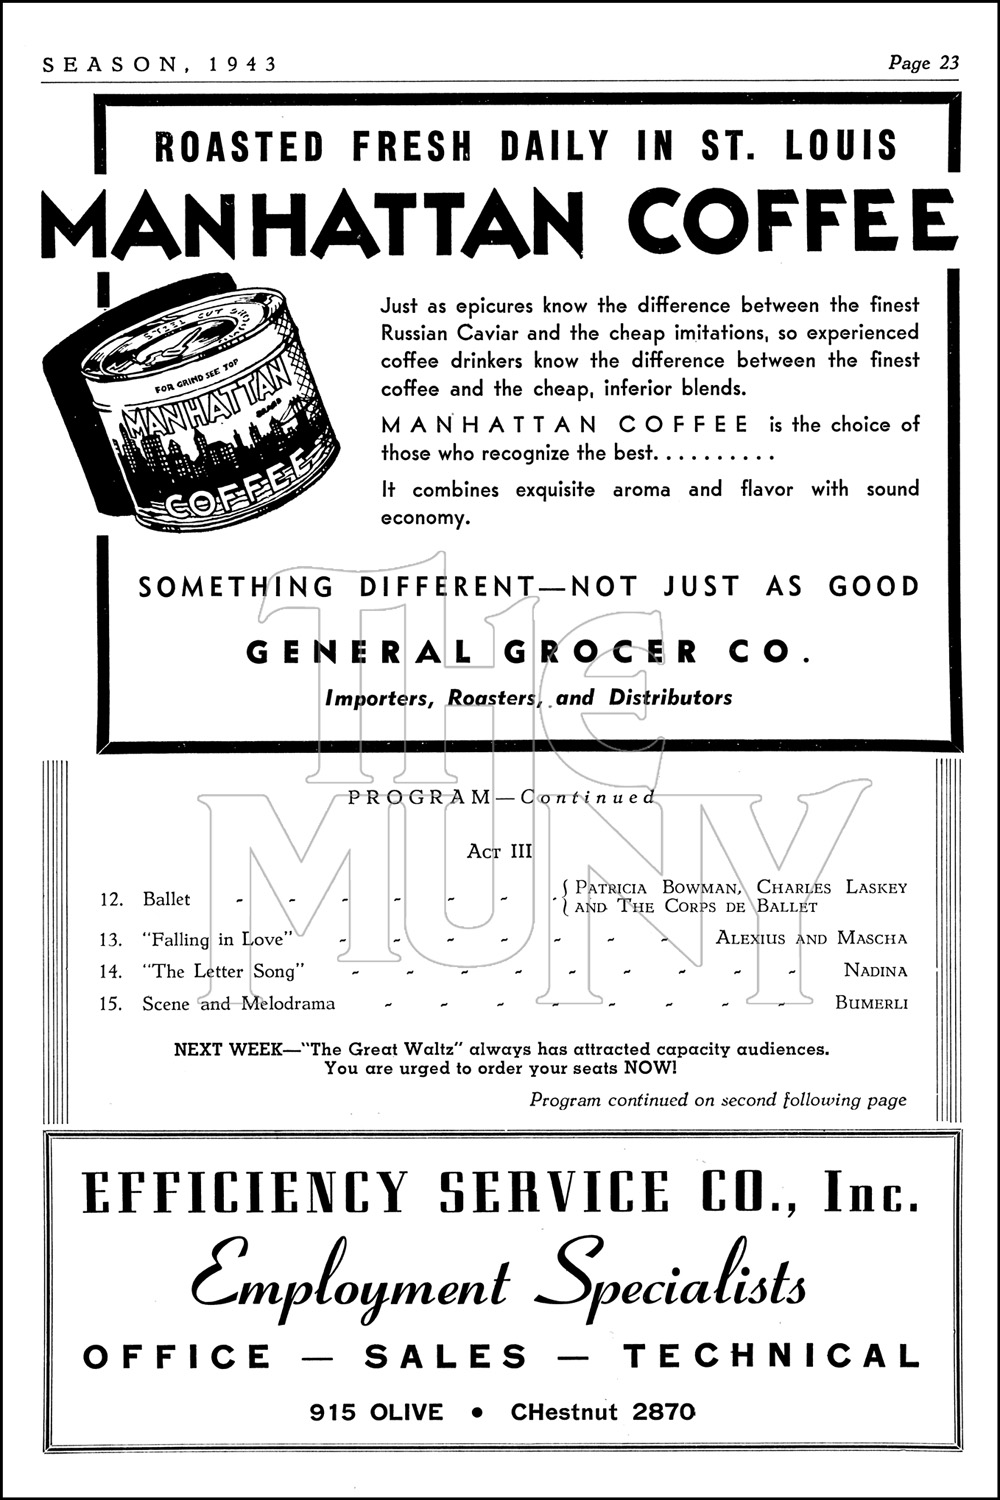 SEASON, 1943 Page 23
ROASTED FRESH DAILY IN ST. LOUIS
MANHATTAN COFFEE
STEEL CUT
FOR GRIND SEE TOP
MANHATTAN
BRAND
COFFEE
Just as epicures know the difference between the finest
Russian Caviar and the cheap imitations, so experienced
coffee drinkers know the difference between the finest
coffee and the cheap, inferior blends.
MANHATTAN COFFEE is the choice of
those who recognize the best. . . . . . . . . .
It combines exquisite aroma and flavor with sound
economy.
SOMETHING DIFFERENT—NOT JUST AS GOOD
GENERAL GROCER CO.
Importers, Roasters, and Distributors
THE
MUNY
PROGRAM—Continued
ACT III
12. Ballet - - - - - - - { PATRICIA BOWMAN, CHARLES LASKEY
{ AND THE CORPS DE BALLET
13. "Falling in Love" - - - - - - - ALEXIUS AND MASCHA
14. "The Letter Song" - - - - - - - - - NADINA
15. Scene and Melodrama - - - - - - - - BUMERLI
NEXT WEEK—"The Great Waltz" always has attracted capacity audiences.
You are urged to order your seats NOW!
Program continued on second following page
EFFICIENCY SERVICE CO., Inc.
Employment Specialists
OFFICE — SALES — TECHNICAL
915 OLIVE • CHestnut 2870